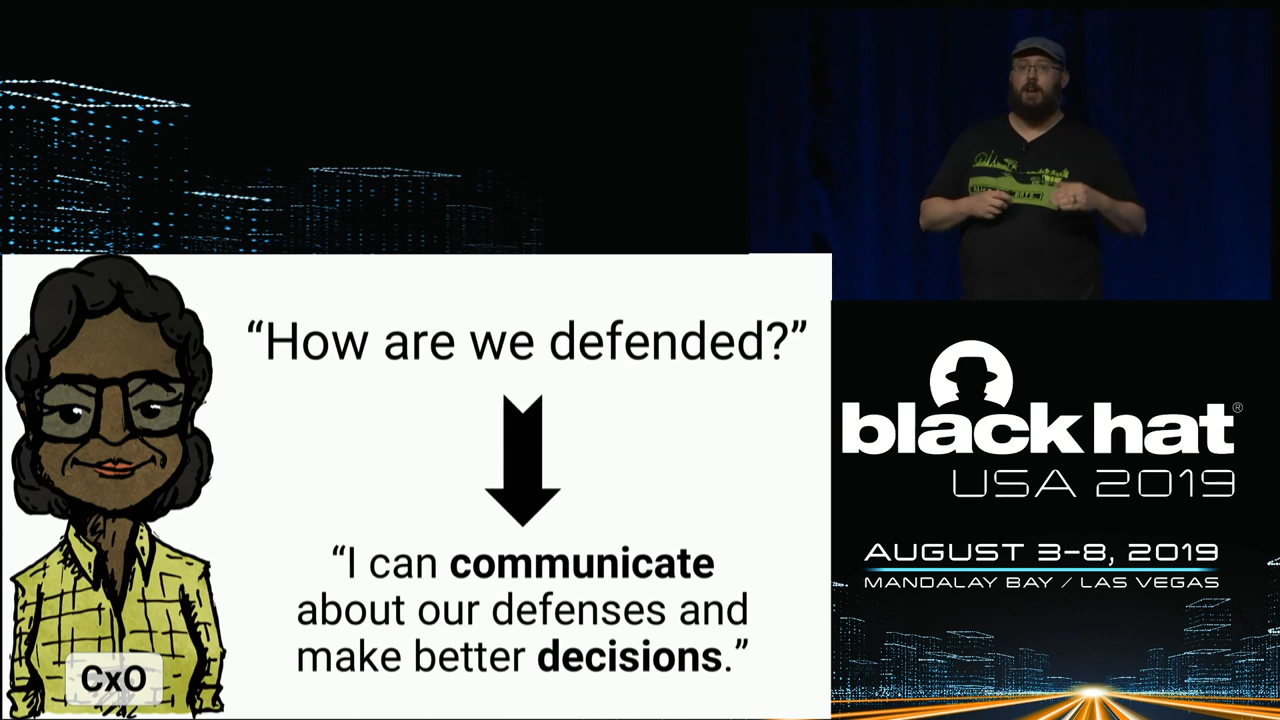 “How are we defended?”
“I can communicate
about our defenses and
make better decisions.”
CxO
black hat®
USA 2019
AUGUST 3–8, 2019
MANDALAY BAY / LAS VEGAS